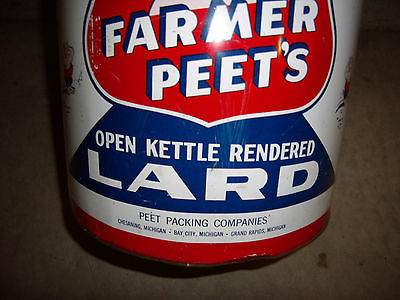 FARMER
PEET'S
OPEN KETTLE RENDERED
LARD
PEET PACKING COMPANIES
CHESANING, MICHIGAN - BAY CITY, MICHIGAN - GRAND RAPIDS, MICHIGAN